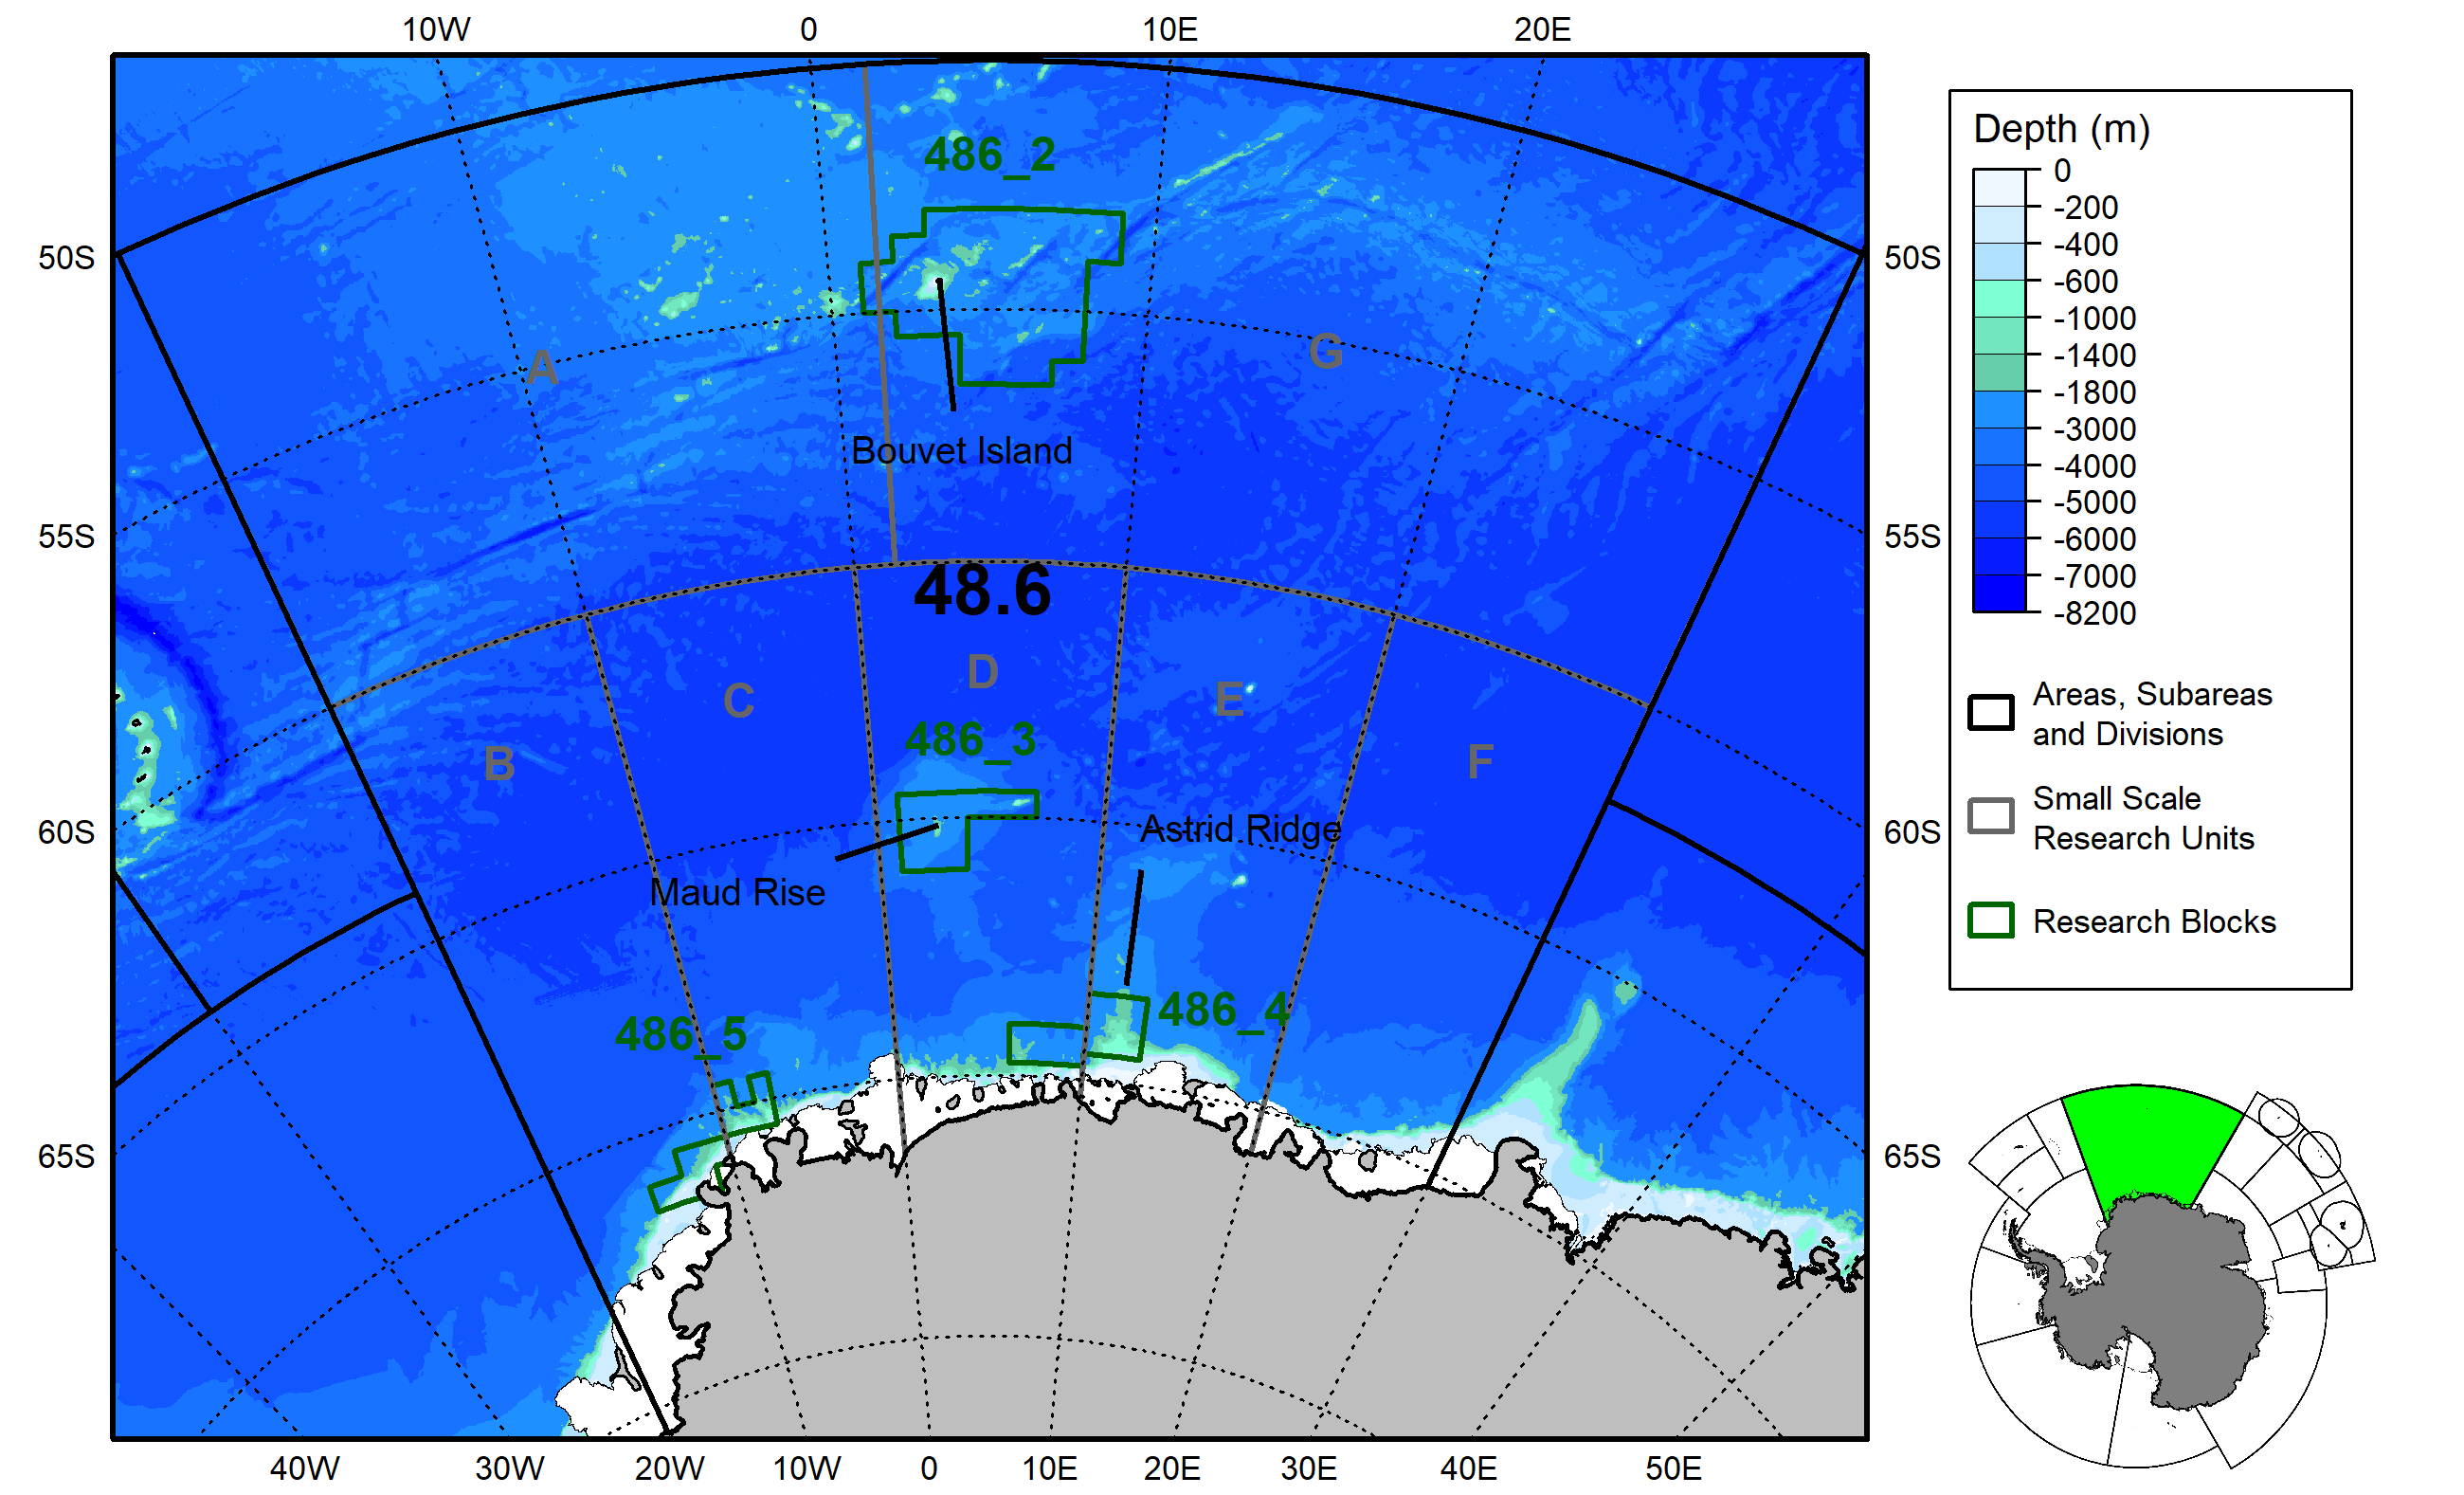 10W 0 10E 20E
486_2
50S 50S
A G
Bouvet Island
55S 55S
48.6
D
C E
486_3
B F
60S 60S
Astrid Ridge
Maud Rise
486_4
486_5
65S 65S
40W 30W 20W 10W 0 10E 20E 30E 40E 50E
Depth (m)
0
-200
-400
-600
-1000
-1400
-1800
-3000
-4000
-5000
-6000
-7000
-8200
Areas, Subareas
and Divisions
Small Scale
Research Units
Research Blocks